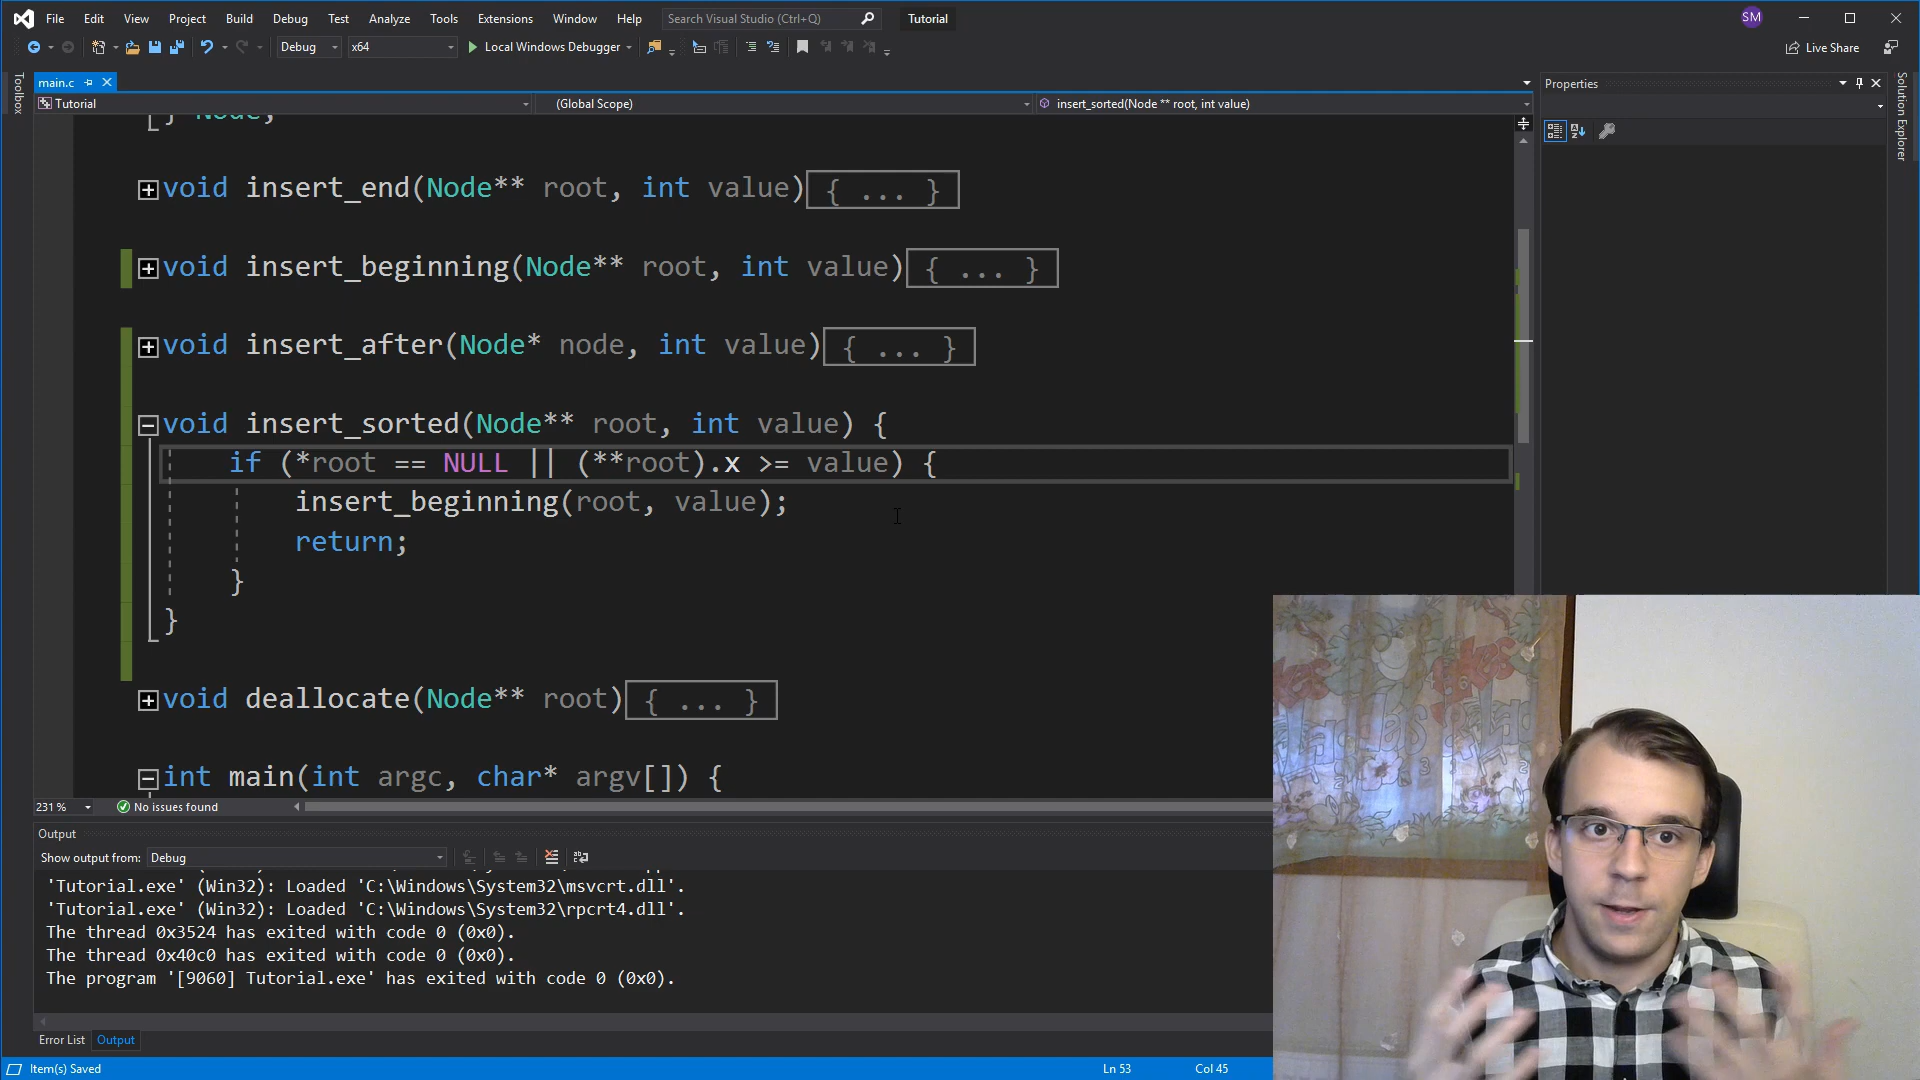 File Edit View Project Build Debug Test Analyze Tools Extensions Window Help Search Visual Studio (Ctrl+Q) Tutorial SM
Debug x64 Local Windows Debugger Live Share
Toolbox
main.c
Tutorial (Global Scope) insert_sorted(Node ** root, int value)
} Node;
void insert_end(Node** root, int value){ ... }
void insert_beginning(Node** root, int value){ ... }
void insert_after(Node* node, int value){ ... }
void insert_sorted(Node** root, int value) {
if (*root == NULL || (**root).x >= value) {
insert_beginning(root, value);
return;
}
}
void deallocate(Node** root){ ... }
int main(int argc, char* argv[]) {
231 % No issues found
Output
Show output from: Debug
'Tutorial.exe' (Win32): Loaded 'C:\Windows\System32\msvcrt.dll'.
'Tutorial.exe' (Win32): Loaded 'C:\Windows\System32\rpcrt4.dll'.
The thread 0x3524 has exited with code 0 (0x0).
The thread 0x40c0 has exited with code 0 (0x0).
The program '[9060] Tutorial.exe' has exited with code 0 (0x0).
Error List Output
Item(s) Saved Ln 53 Col 45
Properties
Solution Explorer